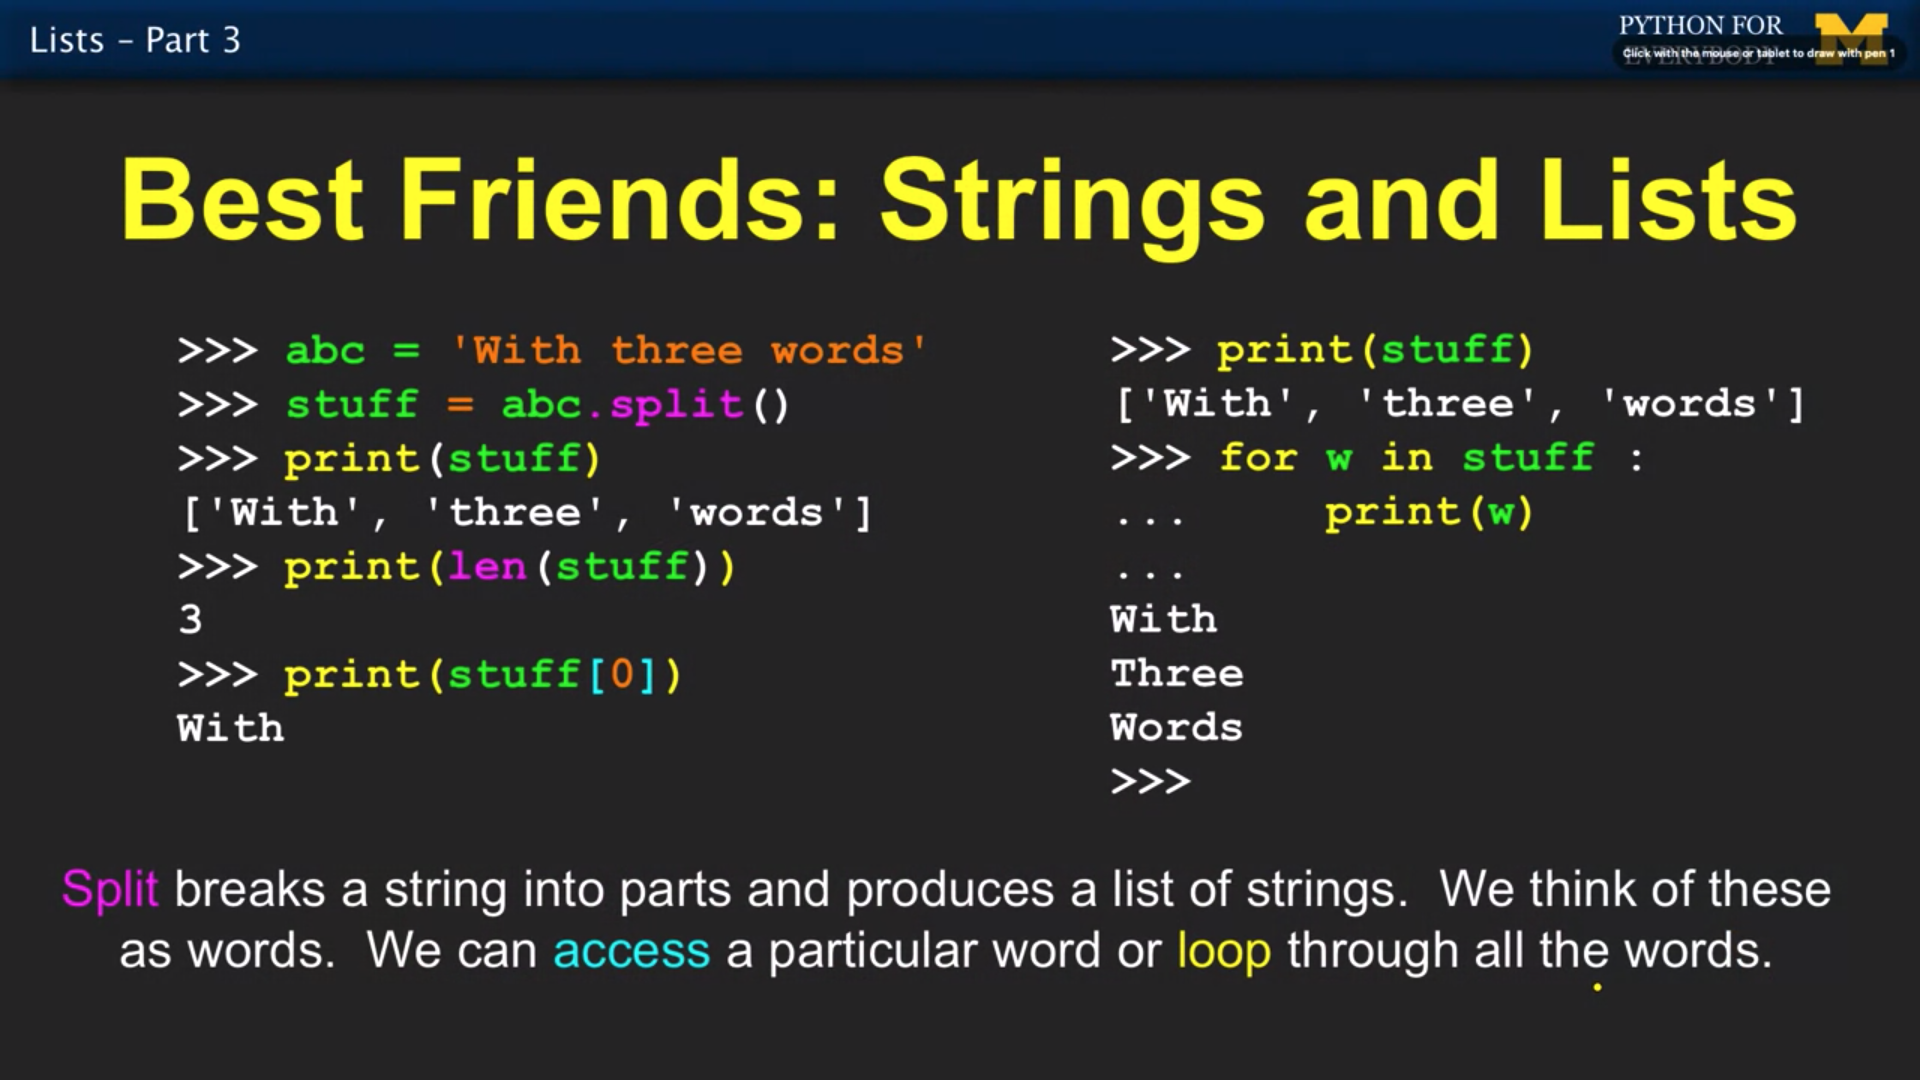 Lists – Part 3
PYTHON FOR
EVERYBODY
Click with the mouse or tablet to draw with pen 1
Best Friends: Strings and Lists
>>> abc = 'With three words'
>>> stuff = abc.split()
>>> print(stuff)
['With', 'three', 'words']
>>> print(len(stuff))
3
>>> print(stuff[0])
With
>>> print(stuff)
['With', 'three', 'words']
>>> for w in stuff :
...     print(w)
...
With
Three
Words
>>>
Split breaks a string into parts and produces a list of strings.  We think of these
as words.  We can access a particular word or loop through all the words.